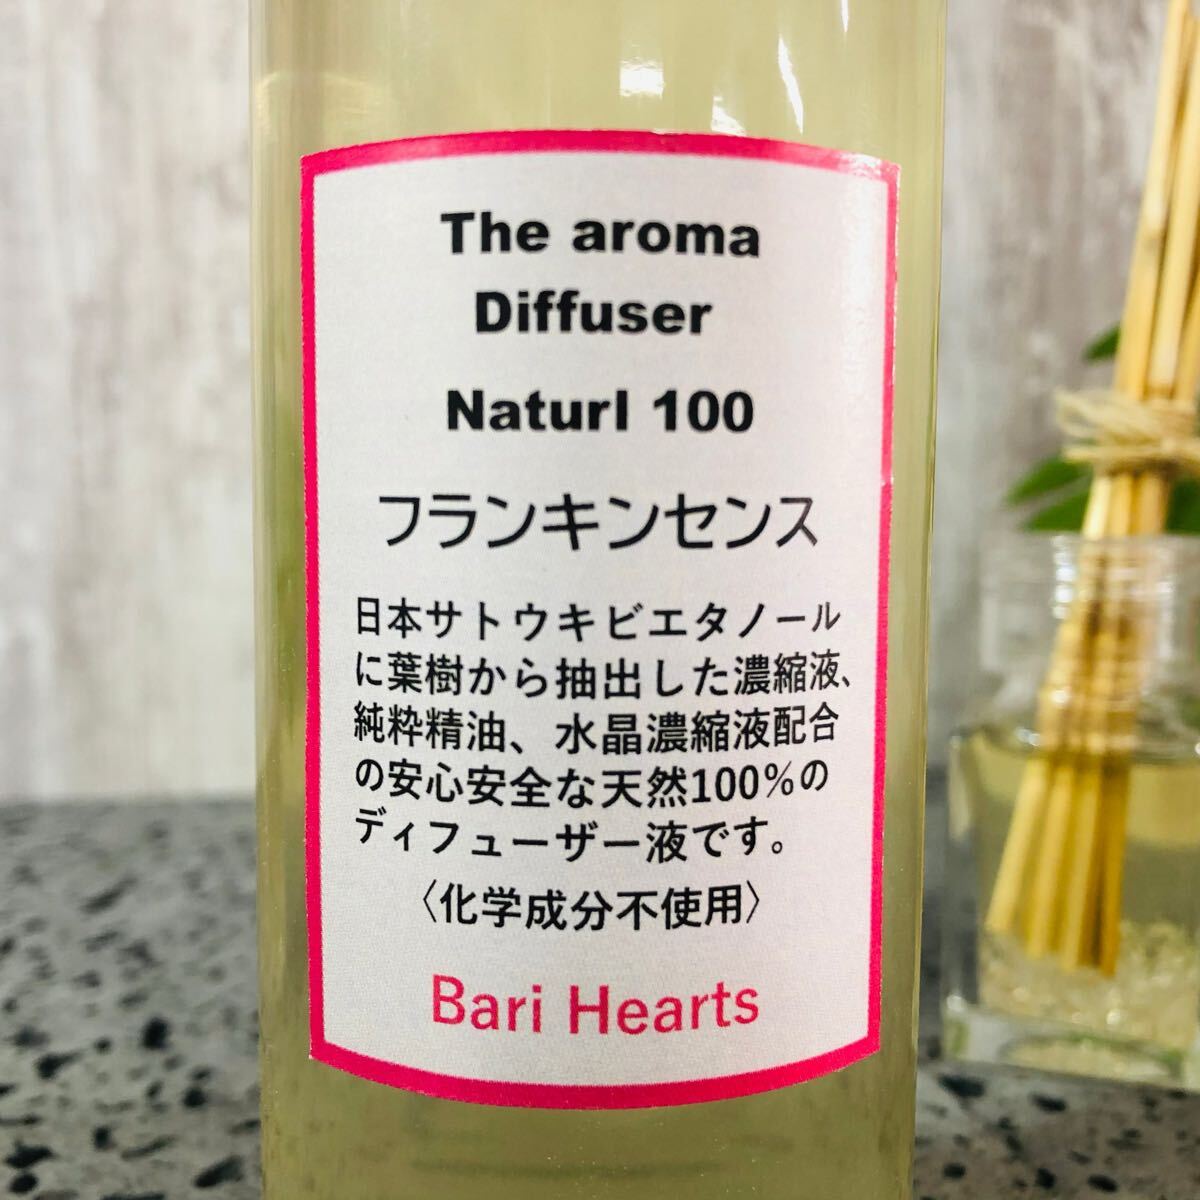 The aroma
Diffuser
Naturl 100
フランキンセンス
日本サトウキビエタノール
に葉樹から抽出した濃縮液、
純粋精油、水晶濃縮液配合
の安心安全な天然100%の
ディフューザー液です。
〈化学成分不使用〉
Bari Hearts